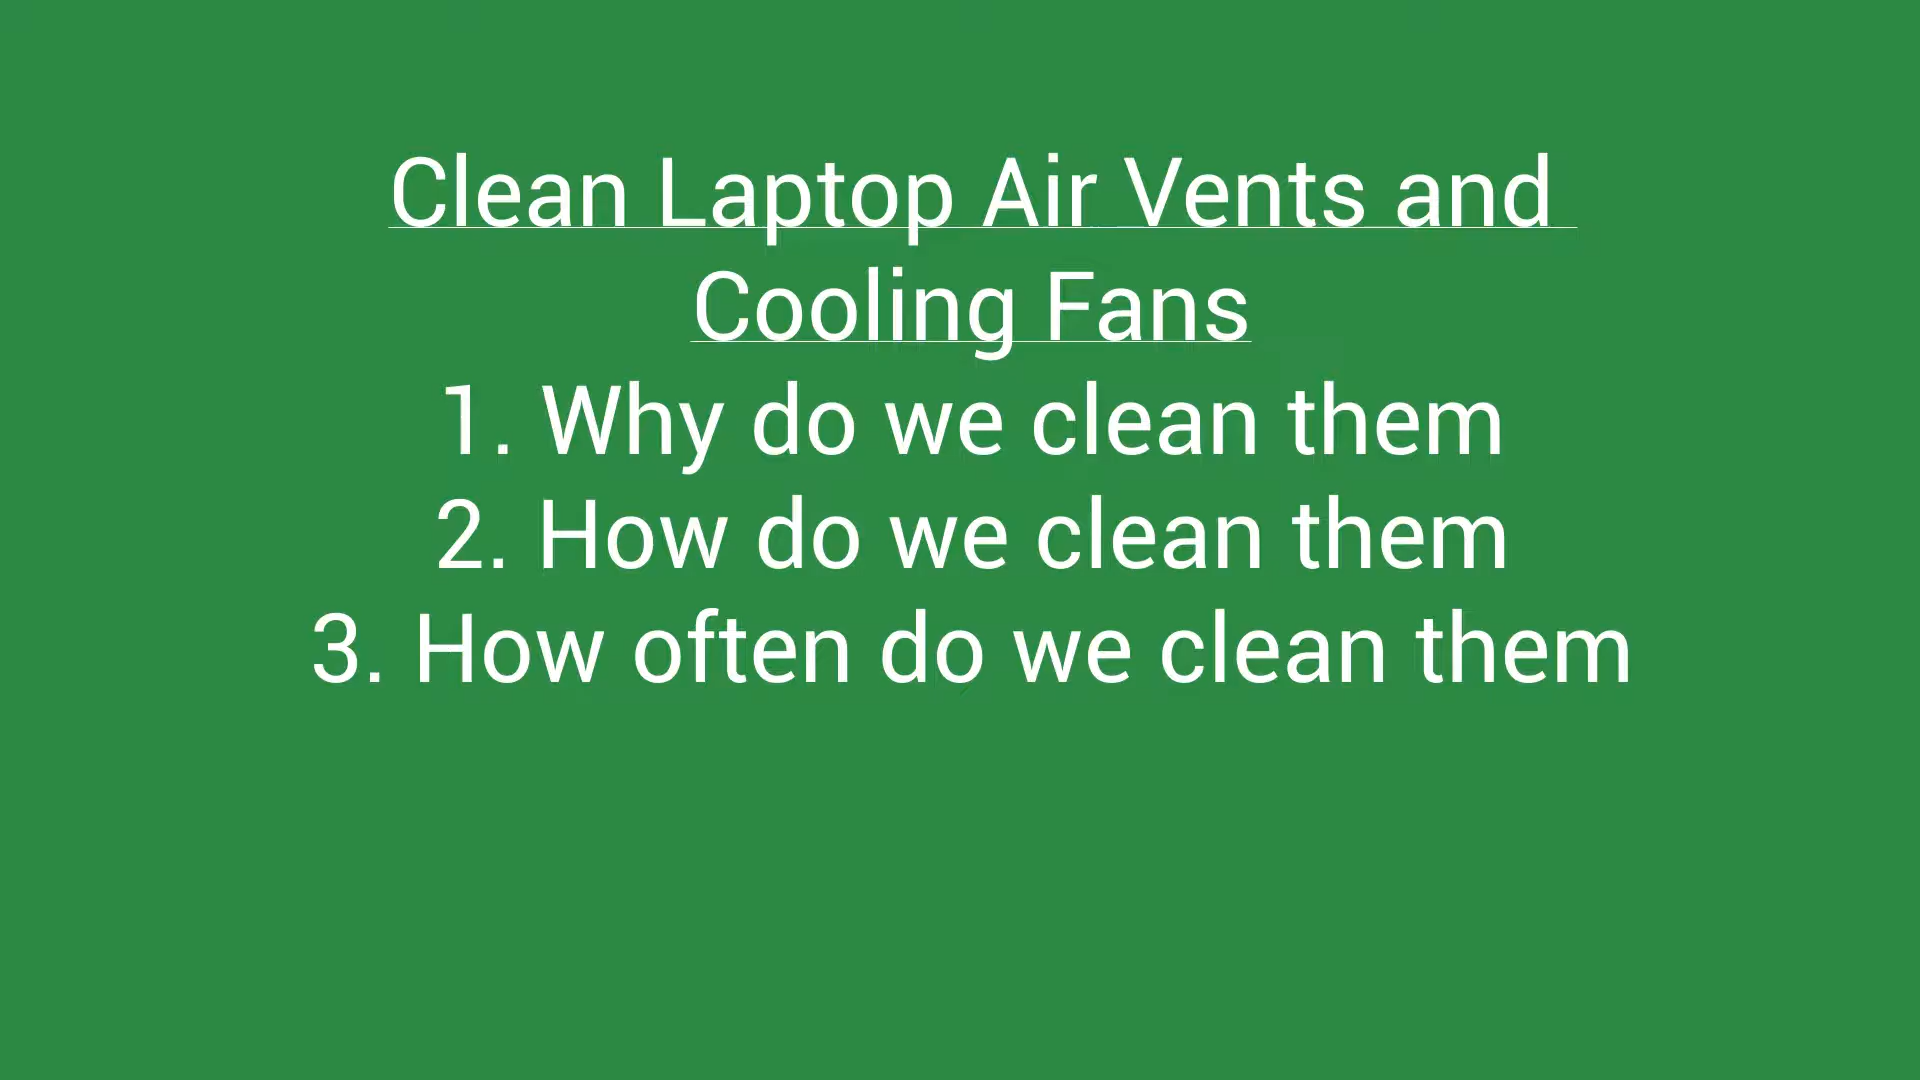 Clean Laptop Air Vents and
Cooling Fans
1. Why do we clean them
2. How do we clean them
3. How often do we clean them